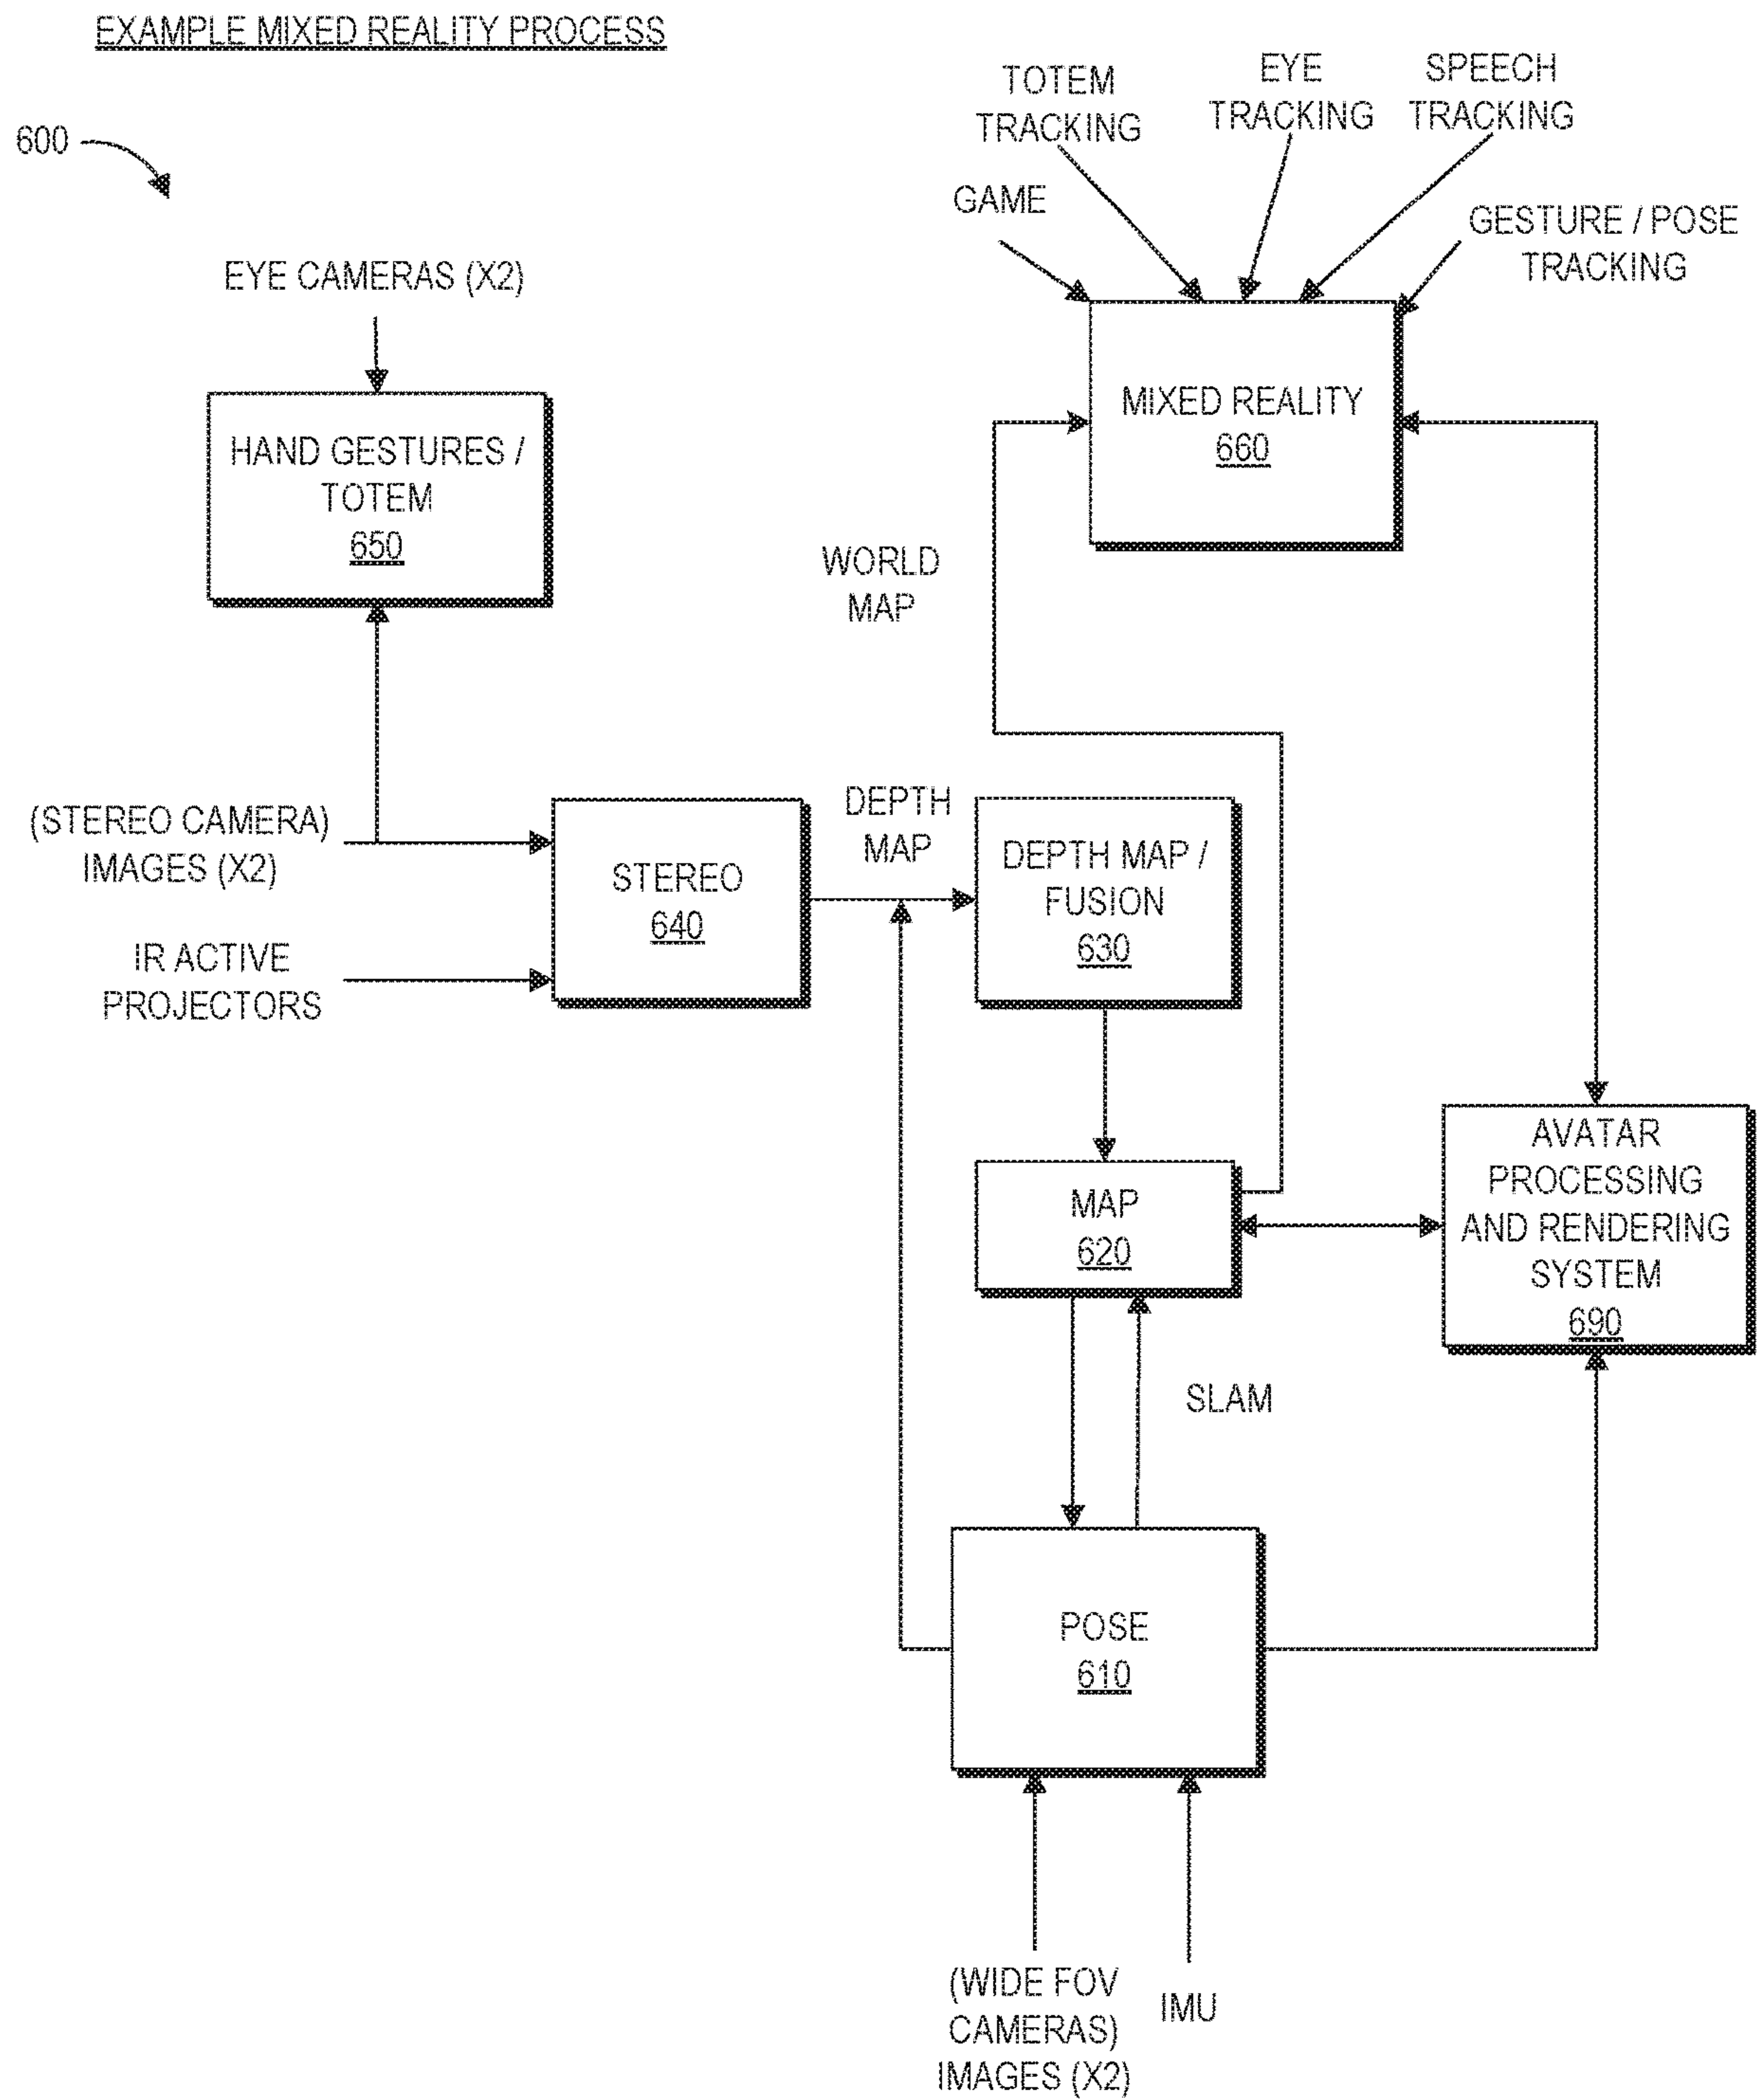 EXAMPLE MIXED REALITY PROCESS
600
TOTEM
TRACKING
EYE
TRACKING
SPEECH
TRACKING
GAME
GESTURE / POSE
TRACKING
EYE CAMERAS (X2)
HAND GESTURES /
TOTEM
650
MIXED REALITY
660
WORLD
MAP
(STEREO CAMERA)
IMAGES (X2)
IR ACTIVE
PROJECTORS
STEREO
640
DEPTH
MAP
DEPTH MAP /
FUSION
630
MAP
620
AVATAR
PROCESSING
AND RENDERING
SYSTEM
690
SLAM
POSE
610
(WIDE FOV
CAMERAS)
IMAGES (X2)
IMU